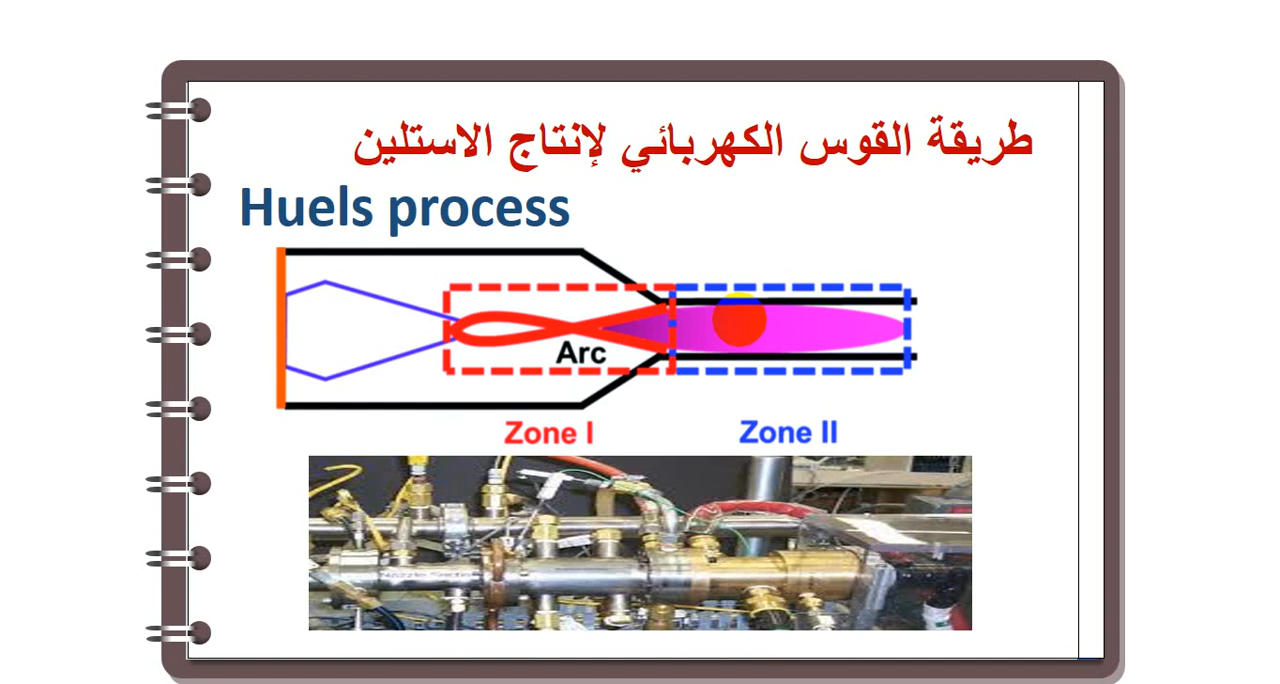 طريقة القوس الكهربائي لإنتاج الاستلين
Huels process
Arc
Zone I
Zone II